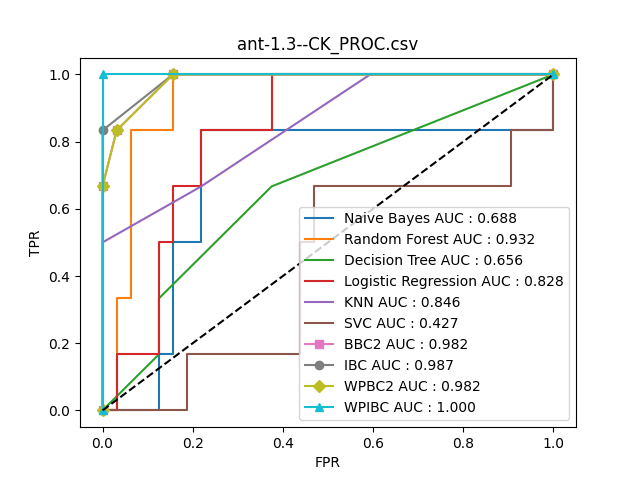 ant-1.3--CK_PROC.csv
1.0
0.8
0.6
0.4
0.2
0.0
TPR
Naive Bayes AUC : 0.688
Random Forest AUC : 0.932
Decision Tree AUC : 0.656
Logistic Regression AUC : 0.828
KNN AUC : 0.846
SVC AUC : 0.427
BBC2 AUC : 0.982
IBC AUC : 0.987
WPBC2 AUC : 0.982
WPIBC AUC : 1.000
0.0 0.2 0.4 0.6 0.8 1.0
FPR